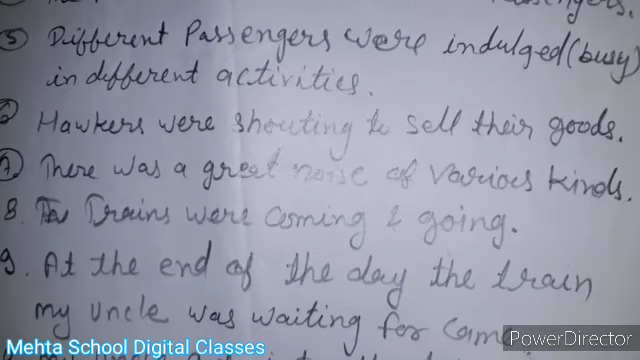 ssengers.
5 Different Passengers were indulged (busy)
in different activities.
6 Hawkers were shouting to sell their goods.
7 There was a great noise of various kinds.
8. Trains were coming & going.
9. At the end of the day the train
my uncle was waiting for came.
Mehta School Digital Classes
PowerDirector